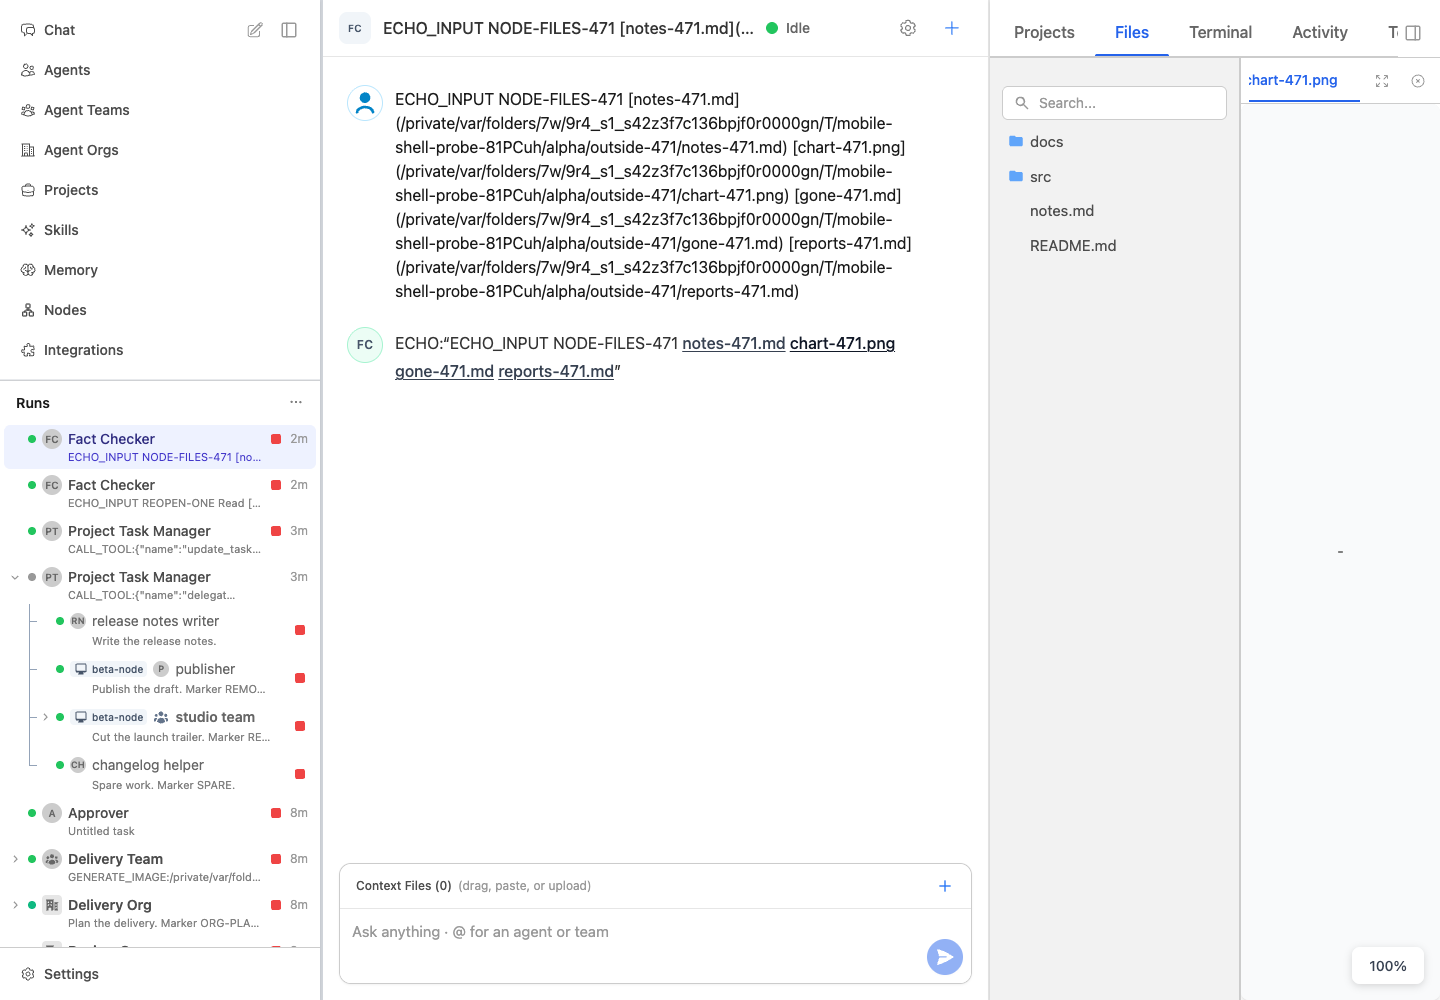 Chat
Agents
Agent Teams
Agent Orgs
Projects
Skills
Memory
Nodes
Integrations
Runs
FC Fact Checker 2m
ECHO_INPUT NODE-FILES-471 [no...
FC Fact Checker 2m
ECHO_INPUT REOPEN-ONE Read [...
PT Project Task Manager 3m
CALL_TOOL:{"name":"update_task...
PT Project Task Manager 3m
CALL_TOOL:{"name":"delegat...
RN release notes writer
Write the release notes.
beta-node P publisher
Publish the draft. Marker REMO...
beta-node studio team
Cut the launch trailer. Marker RE...
CH changelog helper
Spare work. Marker SPARE.
A Approver 8m
Untitled task
Delivery Team 8m
GENERATE_IMAGE:/private/var/fold...
Delivery Org 8m
Plan the delivery. Marker ORG-PLA...
Settings
FC ECHO_INPUT NODE-FILES-471 [notes-471.md](... Idle
ECHO_INPUT NODE-FILES-471 [notes-471.md]
(/private/var/folders/7w/9r4_s1_s42z3f7c136bpjf0r0000gn/T/mobile-
shell-probe-81PCuh/alpha/outside-471/notes-471.md) [chart-471.png]
(/private/var/folders/7w/9r4_s1_s42z3f7c136bpjf0r0000gn/T/mobile-
shell-probe-81PCuh/alpha/outside-471/chart-471.png) [gone-471.md]
(/private/var/folders/7w/9r4_s1_s42z3f7c136bpjf0r0000gn/T/mobile-
shell-probe-81PCuh/alpha/outside-471/gone-471.md) [reports-471.md]
(/private/var/folders/7w/9r4_s1_s42z3f7c136bpjf0r0000gn/T/mobile-
shell-probe-81PCuh/alpha/outside-471/reports-471.md)
FC ECHO:“ECHO_INPUT NODE-FILES-471 notes-471.md chart-471.png
gone-471.md reports-471.md”
Context Files (0) (drag, paste, or upload)
Ask anything · @ for an agent or team
Projects Files Terminal Activity
Search...
docs
src
notes.md
README.md
chart-471.png
100%